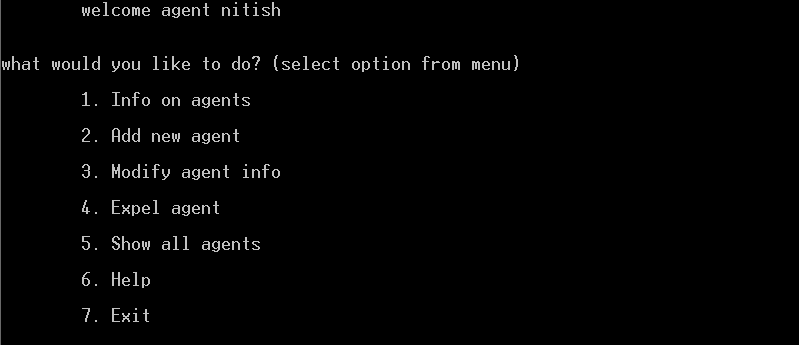 welcome agent nitish
what would you like to do? (select option from menu)
1. Info on agents
2. Add new agent
3. Modify agent info
4. Expel agent
5. Show all agents
6. Help
7. Exit